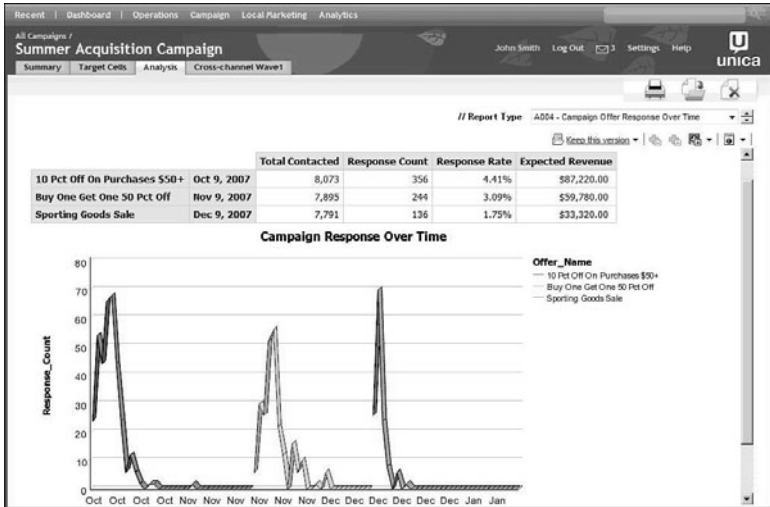 Recent | Dashboard | Operations Campaign Local Marketing Analytics
All Campaigns /
Summer Acquisition Campaign
John Smith Log Out 3 Settings Help
unica
Summary Target Cells Analysis Cross-channel Wave1
// Report Type A004 - Campaign Offer Response Over Time
Keep this version
Total Contacted Response Count Response Rate Expected Revenue
10 Pct Off On Purchases $50+ Oct 9, 2007 8,073 356 4.41% $87,220.00
Buy One Get One 50 Pct Off Nov 9, 2007 7,895 244 3.09% $59,780.00
Sporting Goods Sale Dec 9, 2007 7,791 136 1.75% $33,320.00
Campaign Response Over Time
Offer_Name
10 Pct Off On Purchases $50+
Buy One Get One 50 Pct Off
Sporting Goods Sale
Response_Count
80
70
60
50
40
30
20
10
0
Oct Oct Oct Oct Nov Nov Nov Nov Nov Nov Dec Dec Dec Dec Dec Dec Jan Jan